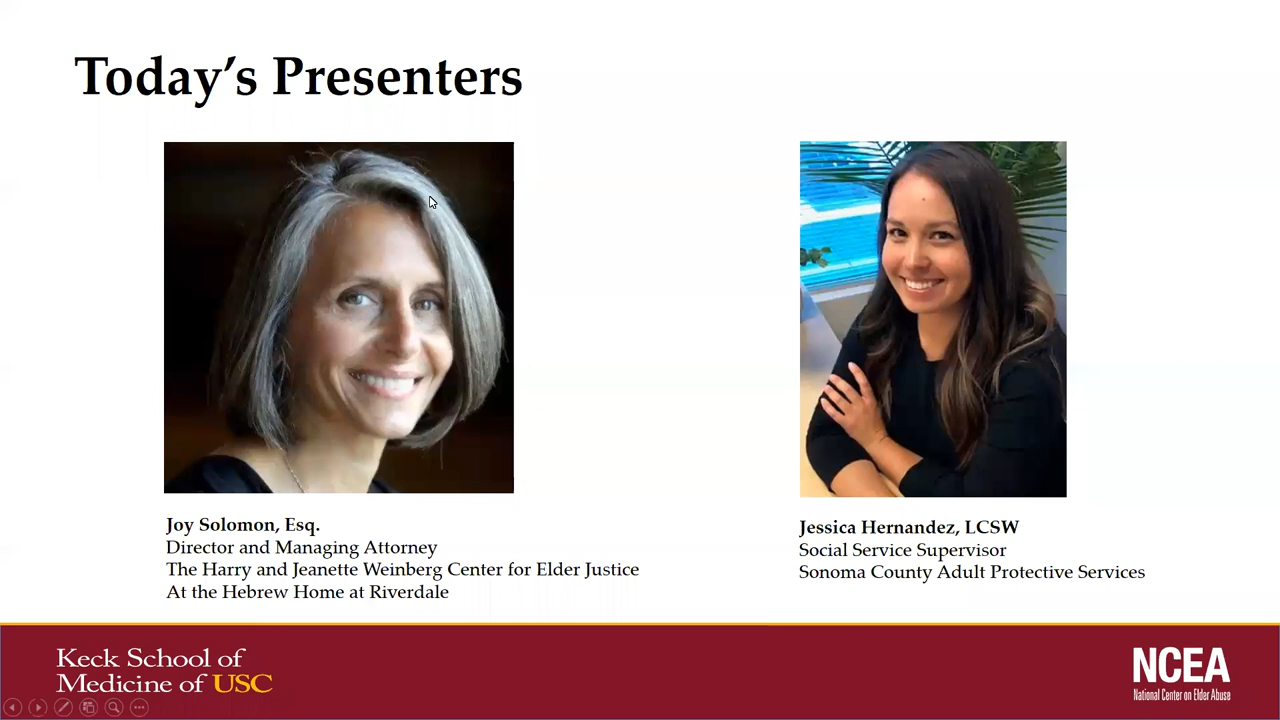 Today’s Presenters
Joy Solomon, Esq.
Director and Managing Attorney
The Harry and Jeanette Weinberg Center for Elder Justice
At the Hebrew Home at Riverdale
Jessica Hernandez, LCSW
Social Service Supervisor
Sonoma County Adult Protective Services
Keck School of
Medicine of USC
NCEA
National Center on Elder Abuse